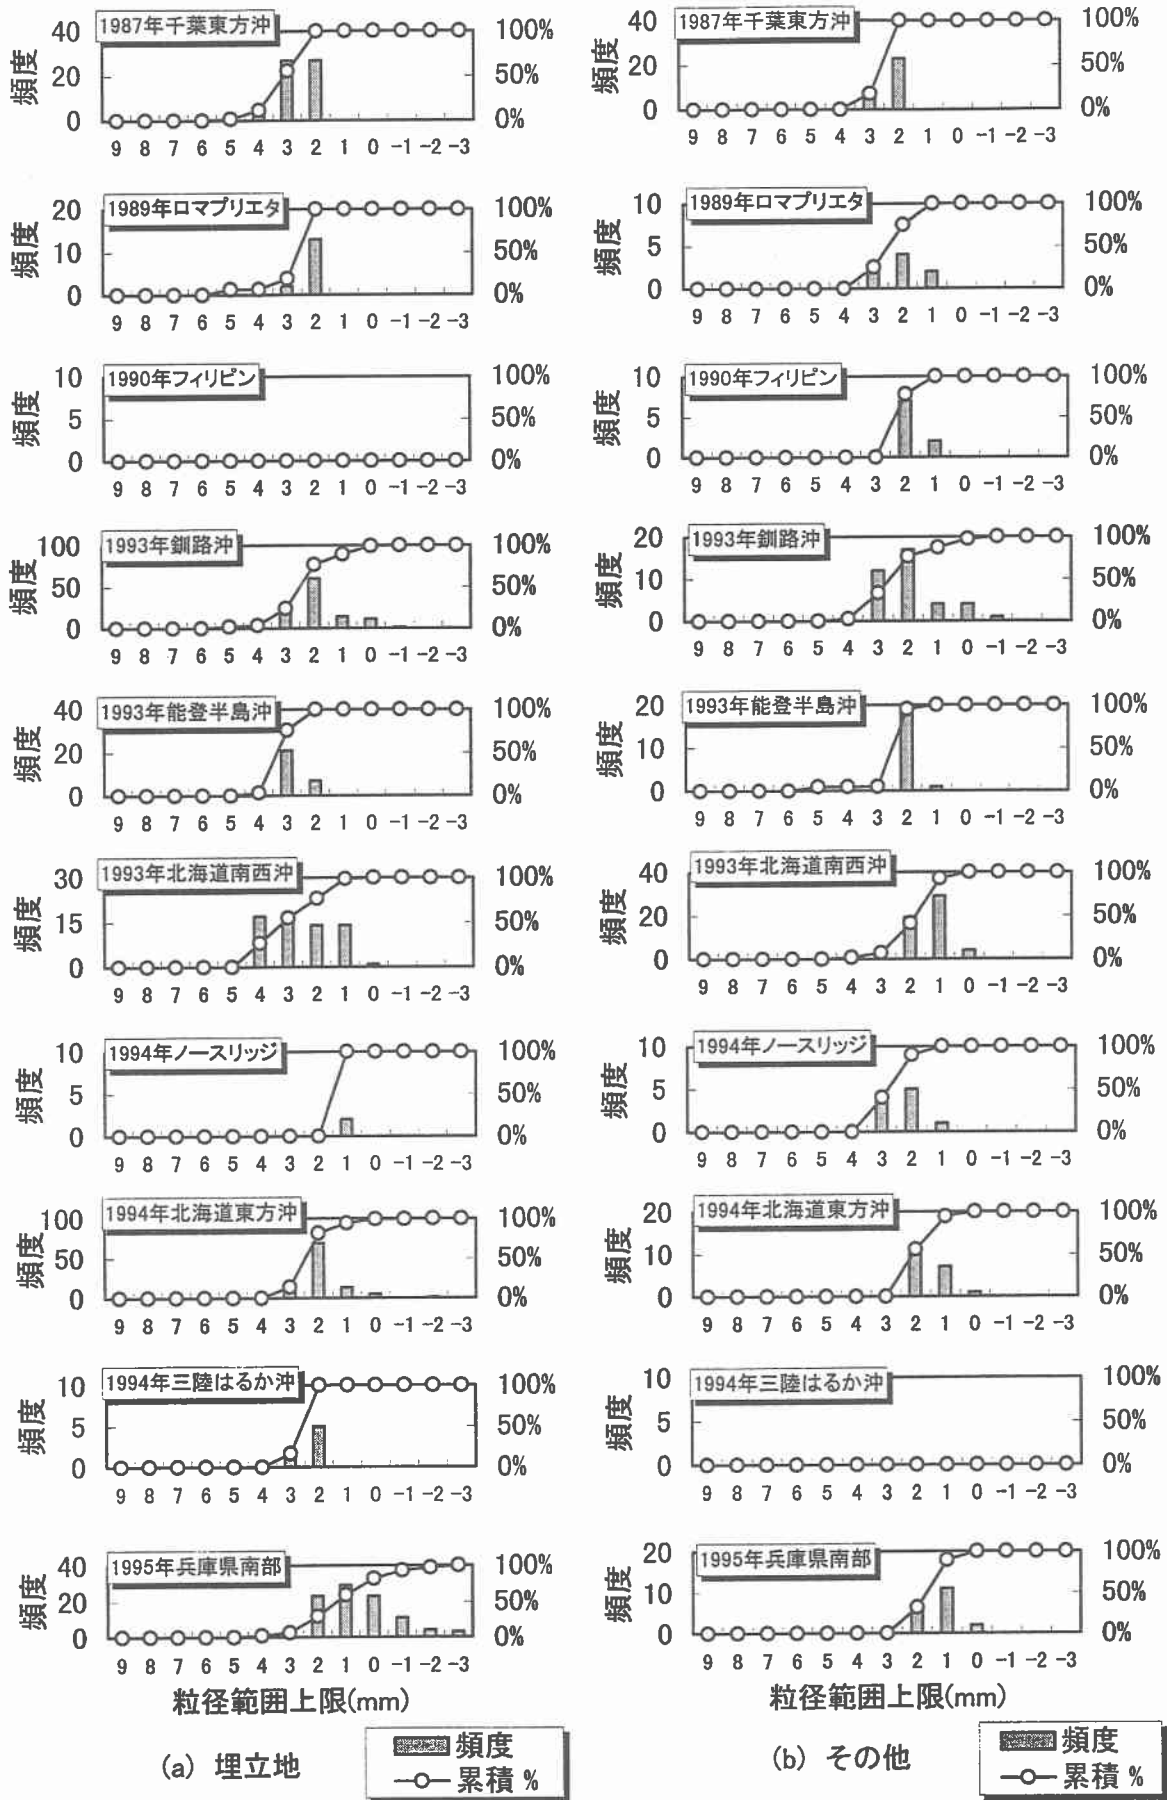 1987年千葉東方沖
頻度
40
20
0
100%
50%
0%
9 8 7 6 5 4 3 2 1 0 -1 -2 -3
1987年千葉東方沖
頻度
40
20
0
100%
50%
0%
9 8 7 6 5 4 3 2 1 0 -1 -2 -3
1989年ロマプリエタ
頻度
20
10
0
100%
50%
0%
9 8 7 6 5 4 3 2 1 0 -1 -2 -3
1989年ロマプリエタ
頻度
10
5
0
100%
50%
0%
9 8 7 6 5 4 3 2 1 0 -1 -2 -3
1990年フィリピン
頻度
10
5
0
100%
50%
0%
9 8 7 6 5 4 3 2 1 0 -1 -2 -3
1990年フィリピン
頻度
10
5
0
100%
50%
0%
9 8 7 6 5 4 3 2 1 0 -1 -2 -3
1993年釧路沖
頻度
100
50
0
100%
50%
0%
9 8 7 6 5 4 3 2 1 0 -1 -2 -3
1993年釧路沖
頻度
20
10
0
100%
50%
0%
9 8 7 6 5 4 3 2 1 0 -1 -2 -3
1993年能登半島沖
頻度
40
20
0
100%
50%
0%
9 8 7 6 5 4 3 2 1 0 -1 -2 -3
1993年能登半島沖
頻度
20
10
0
100%
50%
0%
9 8 7 6 5 4 3 2 1 0 -1 -2 -3
1993年北海道南西沖
頻度
30
15
0
100%
50%
0%
9 8 7 6 5 4 3 2 1 0 -1 -2 -3
1993年北海道南西沖
頻度
40
20
0
100%
50%
0%
9 8 7 6 5 4 3 2 1 0 -1 -2 -3
1994年ノースリッジ
頻度
10
5
0
100%
50%
0%
9 8 7 6 5 4 3 2 1 0 -1 -2 -3
1994年ノースリッジ
頻度
10
5
0
100%
50%
0%
9 8 7 6 5 4 3 2 1 0 -1 -2 -3
1994年北海道東方沖
頻度
100
50
0
100%
50%
0%
9 8 7 6 5 4 3 2 1 0 -1 -2 -3
1994年北海道東方沖
頻度
20
10
0
100%
50%
0%
9 8 7 6 5 4 3 2 1 0 -1 -2 -3
1994年三陸はるか沖
頻度
10
5
0
100%
50%
0%
9 8 7 6 5 4 3 2 1 0 -1 -2 -3
1994年三陸はるか沖
頻度
10
5
0
100%
50%
0%
9 8 7 6 5 4 3 2 1 0 -1 -2 -3
1995年兵庫県南部
頻度
40
20
0
100%
50%
0%
9 8 7 6 5 4 3 2 1 0 -1 -2 -3
粒径範囲上限(mm)
1995年兵庫県南部
頻度
20
10
0
100%
50%
0%
9 8 7 6 5 4 3 2 1 0 -1 -2 -3
粒径範囲上限(mm)
(a) 埋立地
頻度
累積 %
(b) その他
頻度
累積 %